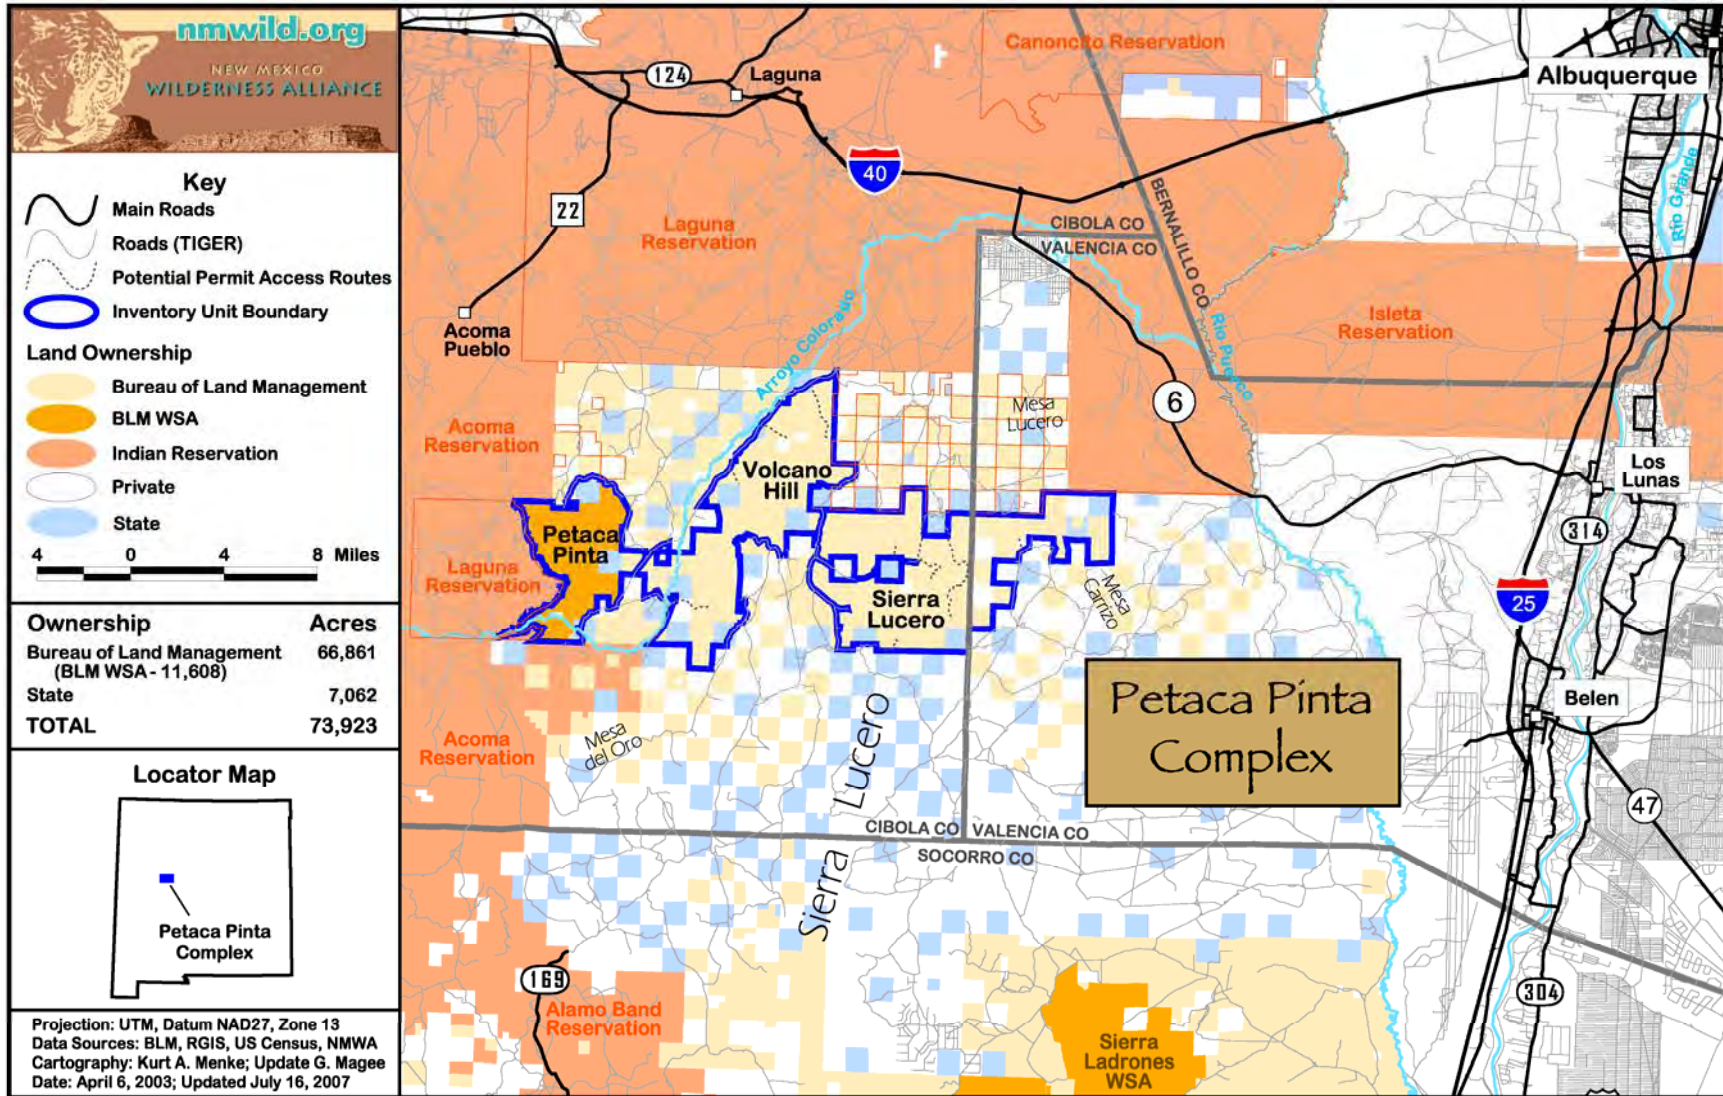 nmwild.org
NEW MEXICO
WILDERNESS ALLIANCE
Key
Main Roads
Roads (TIGER)
Potential Permit Access Routes
Inventory Unit Boundary
Land Ownership
Bureau of Land Management
BLM WSA
Indian Reservation
Private
State
4 0 4 8 Miles
Ownership Acres
Bureau of Land Management 66,861
(BLM WSA - 11,608)
State 7,062
TOTAL 73,923
Locator Map
Petaca Pinta
Complex
Projection: UTM, Datum NAD27, Zone 13
Data Sources: BLM, RGIS, US Census, NMWA
Cartography: Kurt A. Menke; Update G. Magee
Date: April 6, 2003; Updated July 16, 2007
Canoncito Reservation
124
Laguna
Albuquerque
40
22
Laguna
Reservation
BERNALILLO CO
CIBOLA CO
VALENCIA CO
Rio Grande
Acoma
Pueblo
Arroyo Colorado
Rio Puerco
Isleta
Reservation
6
Mesa
Lucero
Acoma
Reservation
Volcano
Hill
Los
Lunas
314
Petaca
Pinta
Laguna
Reservation
Sierra
Lucero
Mesa
Carrizo
25
Petaca Pinta
Complex
Belen
Mesa
del Oro
Acoma
Reservation
Sierra Lucero
47
CIBOLA CO
VALENCIA CO
SOCORRO CO
169
Alamo Band
Reservation
304
Sierra
Ladrones
WSA